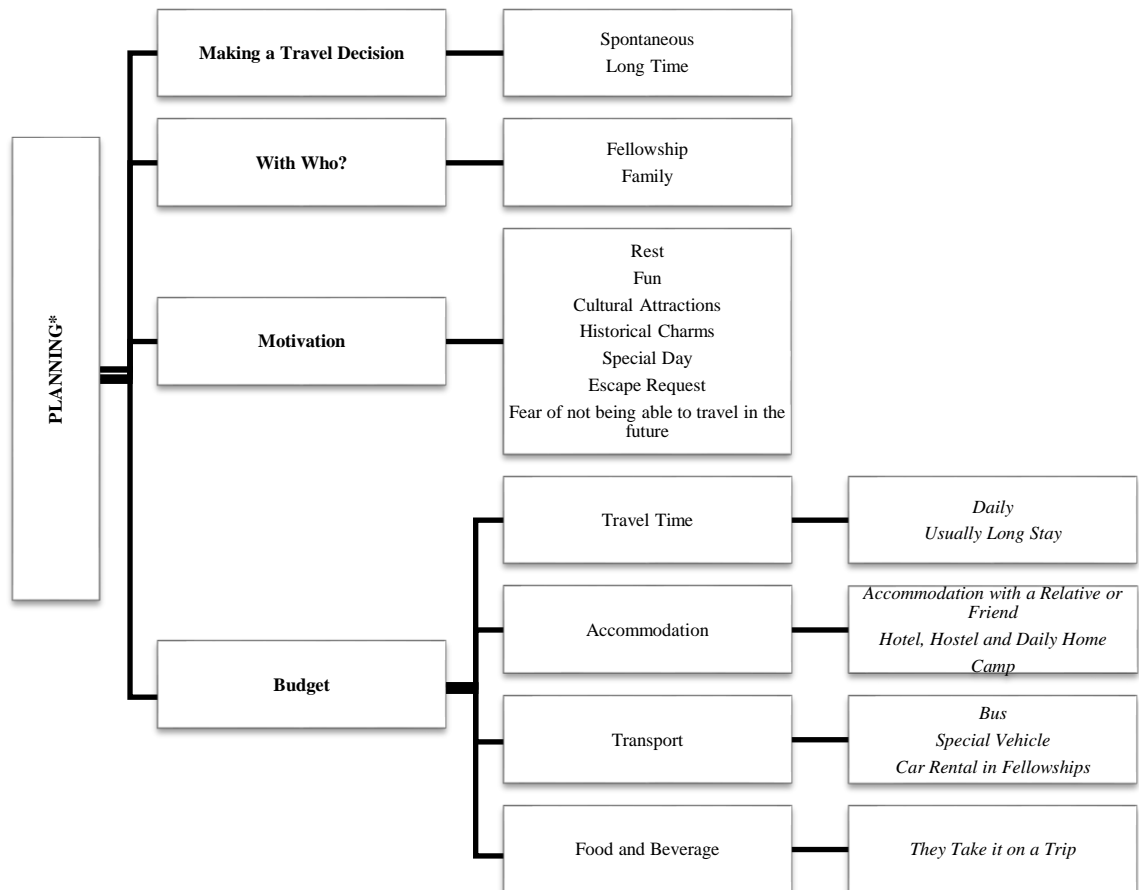 PLANNING*
Making a Travel Decision
Spontaneous
Long Time
With Who?
Fellowship
Family
Motivation
Rest
Fun
Cultural Attractions
Historical Charms
Special Day
Escape Request
Fear of not being able to travel in the
future
Budget
Travel Time
Daily
Usually Long Stay
Accommodation
Accommodation with a Relative or
Friend
Hotel, Hostel and Daily Home
Camp
Transport
Bus
Special Vehicle
Car Rental in Fellowships
Food and Beverage
They Take it on a Trip